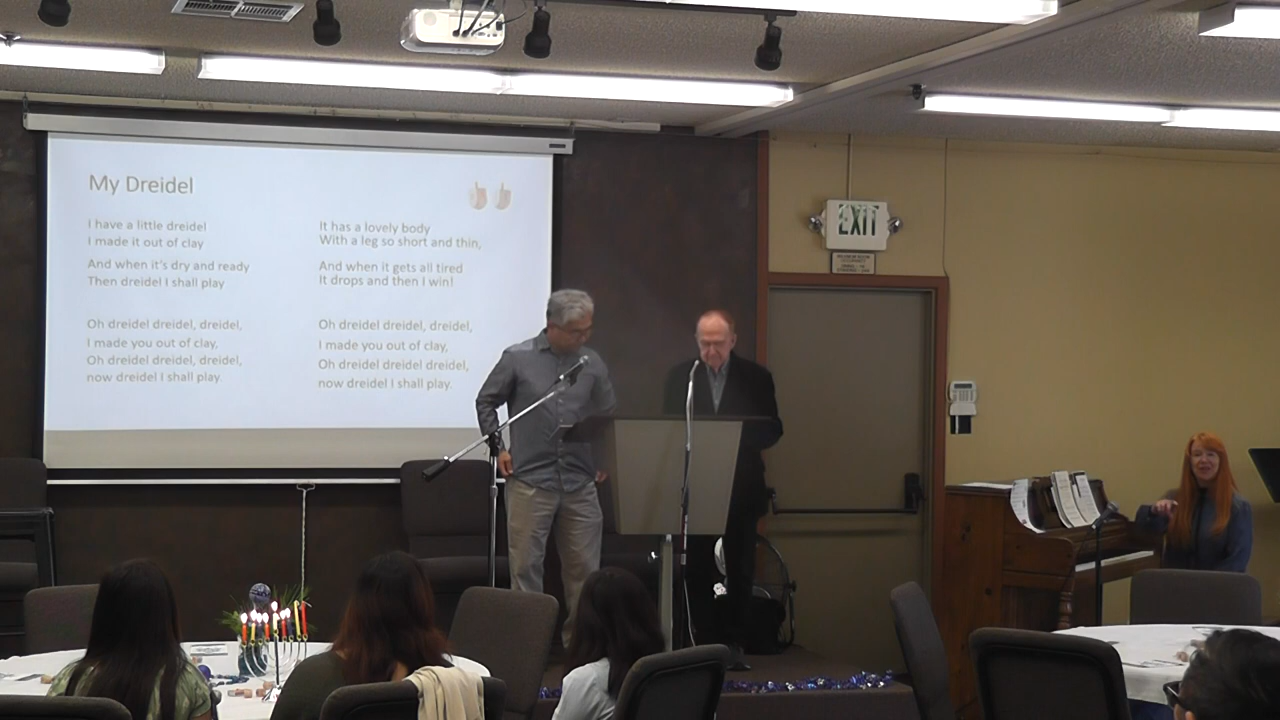 My Dreidel
I have a little dreidel
I made it out of clay
And when it's dry and ready
Then dreidel I shall play
Oh dreidel dreidel, dreidel,
I made you out of clay,
Oh dreidel dreidel, dreidel,
now dreidel I shall play.
It has a lovely body
With a leg so short and thin,
And when it gets all tired
It drops and then I win!
Oh dreidel dreidel, dreidel,
I made you out of clay,
Oh dreidel dreidel dreidel,
now dreidel I shall play.
EXIT